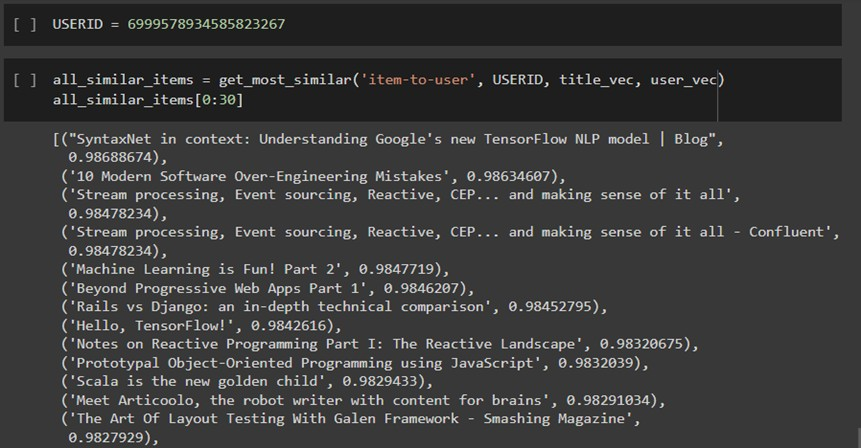 [ ] USERID = 6999578934585823267
[ ] all_similar_items = get_most_similar('item-to-user', USERID, title_vec, user_vec)
all_similar_items[0:30]
[("SyntaxNet in context: Understanding Google's new TensorFlow NLP model | Blog",
0.98688674),
('10 Modern Software Over-Engineering Mistakes', 0.98634607),
('Stream processing, Event sourcing, Reactive, CEP... and making sense of it all',
0.98478234),
('Stream processing, Event sourcing, Reactive, CEP... and making sense of it all - Confluent',
0.98478234),
('Machine Learning is Fun! Part 2', 0.9847719),
('Beyond Progressive Web Apps Part 1', 0.9846207),
('Rails vs Django: an in-depth technical comparison', 0.98452795),
('Hello, TensorFlow!', 0.9842616),
('Notes on Reactive Programming Part I: The Reactive Landscape', 0.98320675),
('Prototypal Object-Oriented Programming using JavaScript', 0.9832039),
('Scala is the new golden child', 0.9829433),
('Meet Articoolo, the robot writer with content for brains', 0.98291034),
('The Art Of Layout Testing With Galen Framework - Smashing Magazine',
0.9827929),